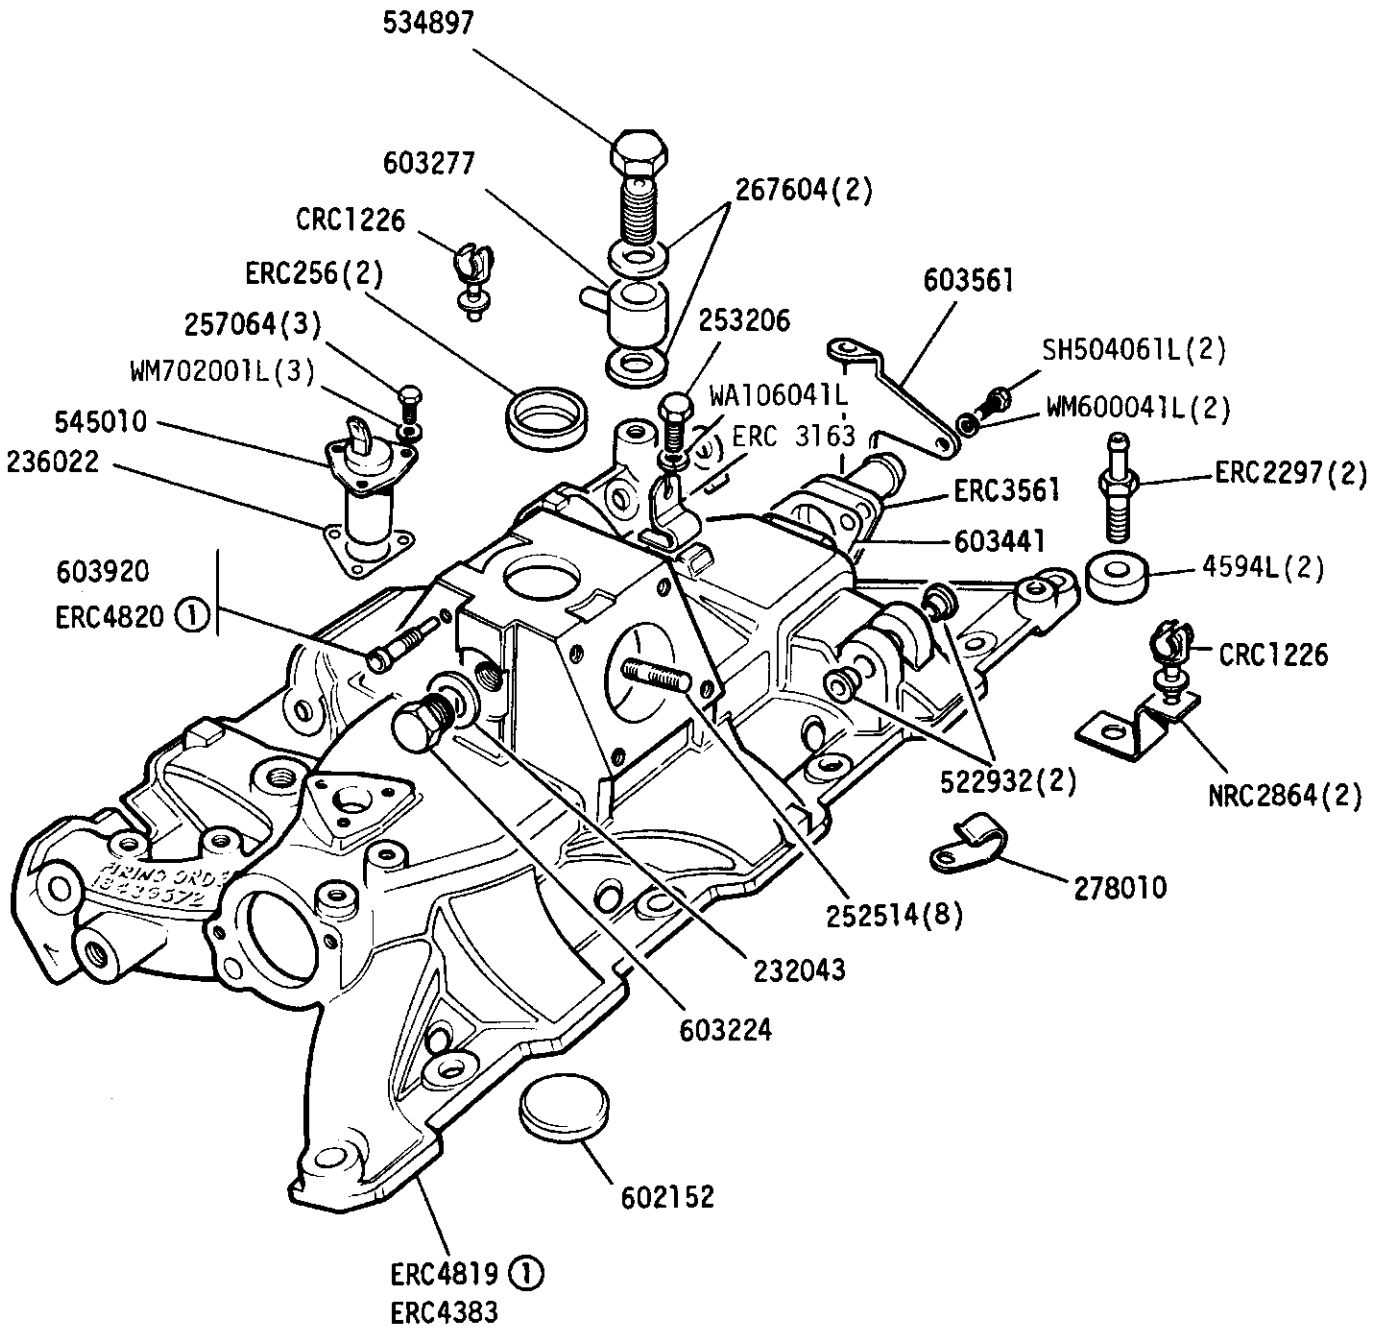 534897
603277
267604(2)
CRC1226
ERC256(2)
603561
257064(3)
253206
SH504061L(2)
WM702001L(3)
WA106041L
WM600041L(2)
545010
ERC 3163
236022
ERC2297(2)
ERC3561
603441
603920
4594L(2)
ERC4820 ①
CRC1226
522932(2)
NRC2864(2)
278010
252514(8)
232043
603224
602152
ERC4819 ①
ERC4383